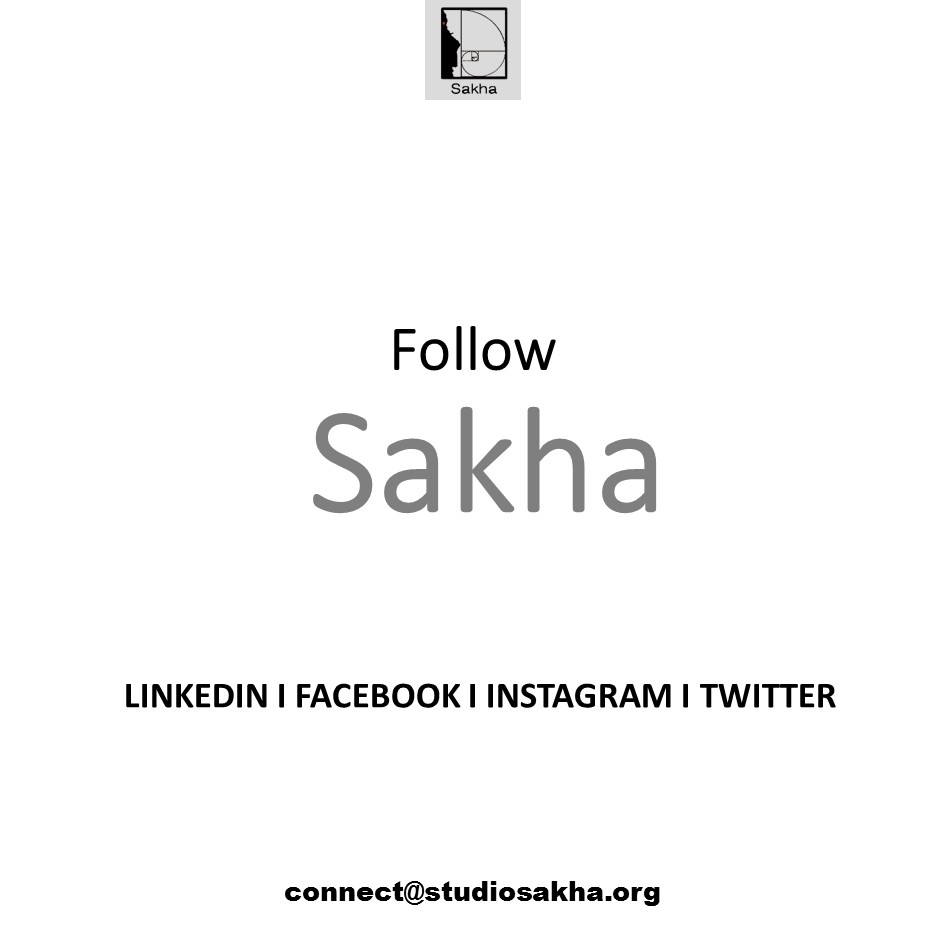 Sakha
Follow
Sakha
LINKEDIN I FACEBOOK I INSTAGRAM I TWITTER
connect@studiosakha.org